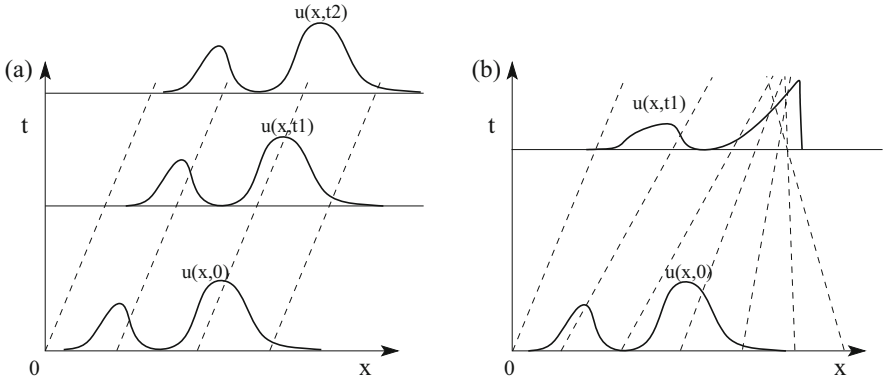 (a)
t
u(x,t2)
u(x,t1)
u(x,0)
0
x
(b)
t
u(x,t1)
u(x,0)
0
x